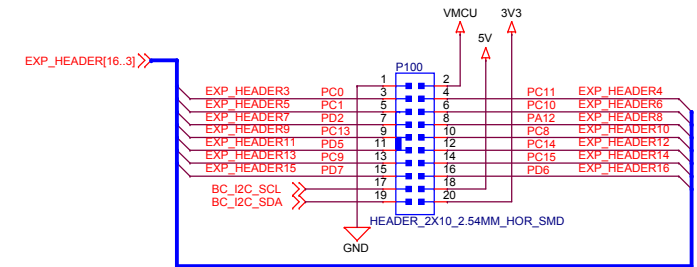 VMCU 3V3
5V
EXP_HEADER[16..3]
P100
1 2
EXP_HEADER3 PC0 3 4 PC11 EXP_HEADER4
EXP_HEADER5 PC1 5 6 PC10 EXP_HEADER6
EXP_HEADER7 PD2 7 8 PA12 EXP_HEADER8
EXP_HEADER9 PC13 9 10 PC8 EXP_HEADER10
EXP_HEADER11 PD5 11 12 PC14 EXP_HEADER12
EXP_HEADER13 PC9 13 14 PC15 EXP_HEADER14
EXP_HEADER15 PD7 15 16 PD6 EXP_HEADER16
BC_I2C_SCL 17 18
BC_I2C_SDA 19 20
HEADER_2X10_2.54MM_HOR_SMD
GND